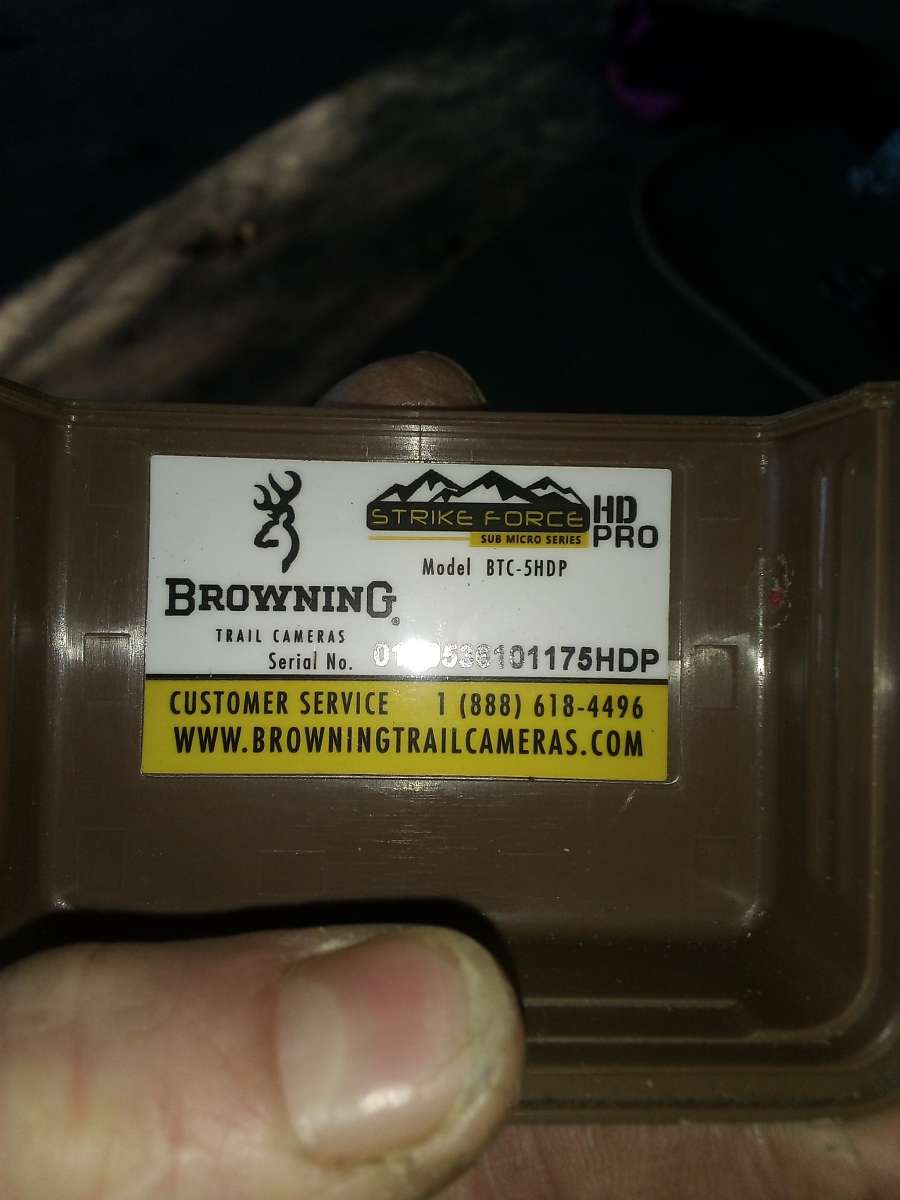 STRIKE FORCE HD
SUB MICRO SERIES PRO
Model BTC-5HDP
BROWNING®
TRAIL CAMERAS
Serial No.
CUSTOMER SERVICE 1 (888) 618-4496
WWW.BROWNINGTRAILCAMERAS.COM